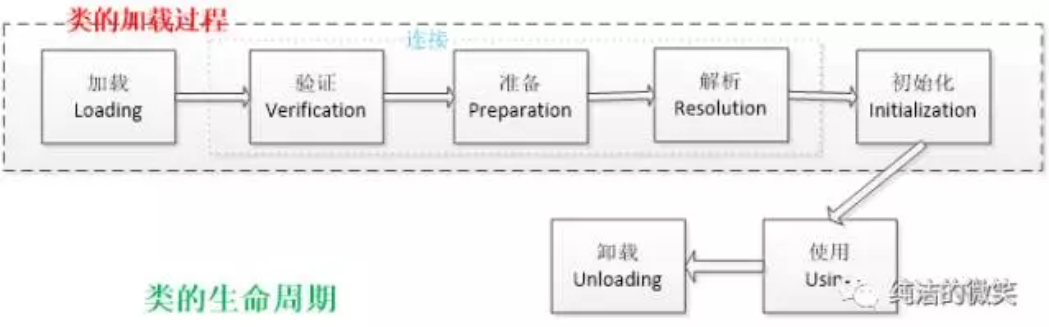 类的加载过程
连接
加载
Loading
验证
Verification
准备
Preparation
解析
Resolution
初始化
Initialization
卸载
Unloading
使用
Usin
类的生命周期
纯洁的微笑